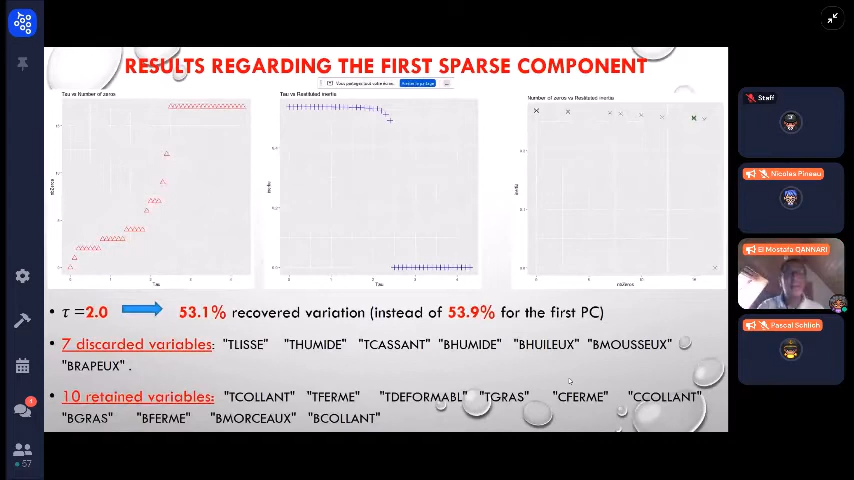 RESULTS REGARDING THE FIRST SPARSE COMPONENT
Staff
Nicolas Pineau
El Mostafa QANNARI
Pascal Schlich
Tau vs Number of zeros
Tau vs Restituted inertia
Number of zeros vs Restituted inertia
Tau
Tau
nbZeros
• τ =2.0 53.1% recovered variation (instead of 53.9% for the first PC)
• 7 discarded variables: "TLISSE" "THUMIDE" "TCASSANT" "BHUMIDE" "BHUILEUX" "BMOUSSEUX"
"BRAPEUX" .
• 10 retained variables: "TCOLLANT" "TFERME" "TDEFORMABL" "TGRAS" "CFERME" "CCOLLANT"
"BGRAS" "BFERME" "BMORCEAUX" "BCOLLANT"
57